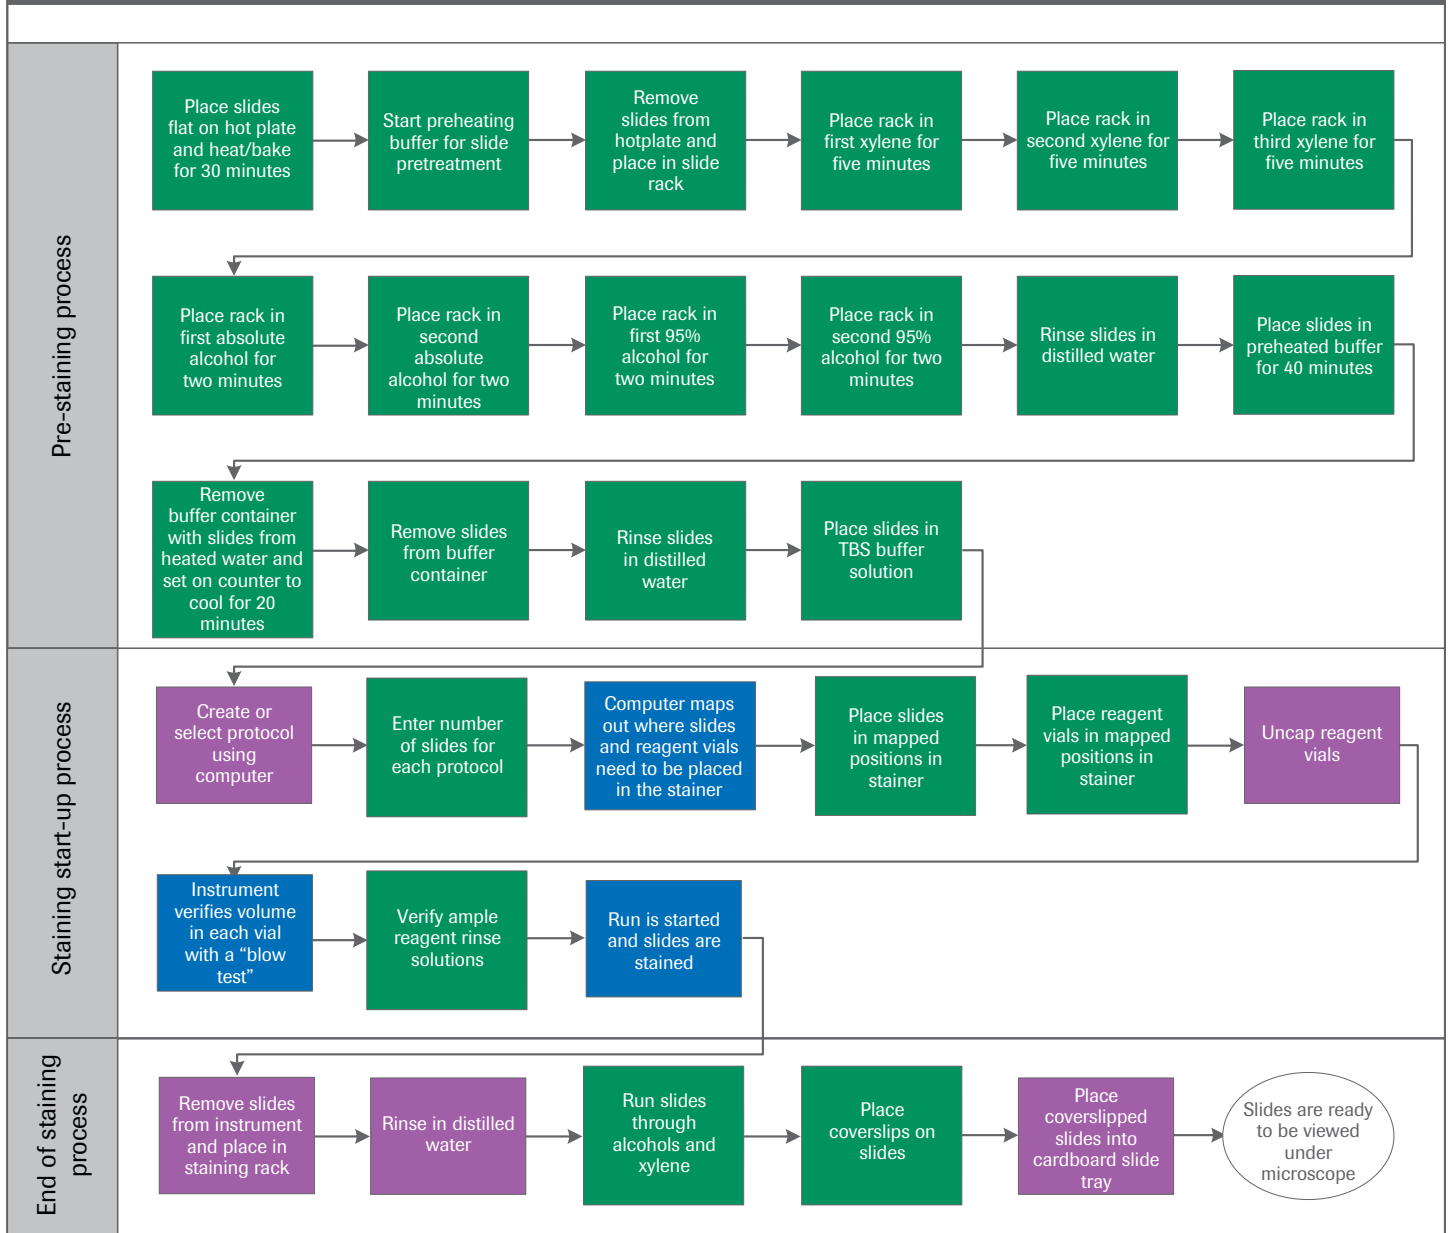 Pre-staining process
Place slides
flat on hot plate
and heat/bake
for 30 minutes
Start preheating
buffer for slide
pretreatment
Remove
slides from
hotplate and
place in slide
rack
Place rack in
first xylene for
five minutes
Place rack in
second xylene for
five minutes
Place rack in
third xylene for
five minutes
Place rack in
first absolute
alcohol for
two minutes
Place rack in
second
absolute
alcohol for two
minutes
Place rack in
first 95%
alcohol for
two minutes
Place rack in
second 95%
alcohol for two
minutes
Rinse slides in
distilled water
Place slides in
preheated buffer
for 40 minutes
Remove
buffer container
with slides from
heated water and
set on counter to
cool for 20
minutes
Remove slides
from buffer
container
Rinse slides
in distilled
water
Place slides in
TBS buffer
solution
Staining start-up process
Create or
select protocol
using
computer
Enter number
of slides for
each protocol
Computer maps
out where slides
and reagent vials
need to be placed
in the stainer
Place slides
in mapped
positions in
stainer
Place reagent
vials in mapped
positions in
stainer
Uncap reagent
vials
Instrument
verifies volume
in each vial
with a “blow
test”
Verify ample
reagent rinse
solutions
Run is started
and slides are
stained
End of staining
process
Remove slides
from instrument
and place in
staining rack
Rinse in distilled
water
Run slides
through
alcohols and
xylene
Place
coverslips on
slides
Place
coverslipped
slides into
cardboard slide
tray
Slides are ready
to be viewed
under
microscope